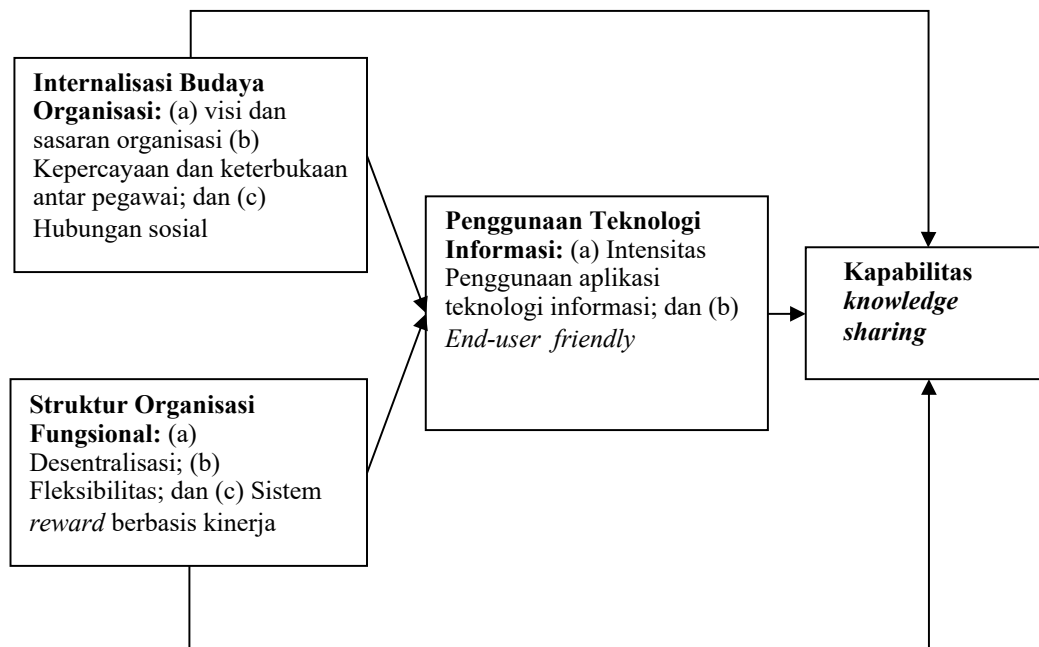 Internalisasi Budaya
Organisasi: (a) visi dan
sasaran organisasi (b)
Kepercayaan dan keterbukaan
antar pegawai; dan (c)
Hubungan sosial
Penggunaan Teknologi
Informasi: (a) Intensitas
Penggunaan aplikasi
teknologi informasi; dan (b)
End-user friendly
Kapabilitas
knowledge
sharing
Struktur Organisasi
Fungsional: (a)
Desentralisasi; (b)
Fleksibilitas; dan (c) Sistem
reward berbasis kinerja